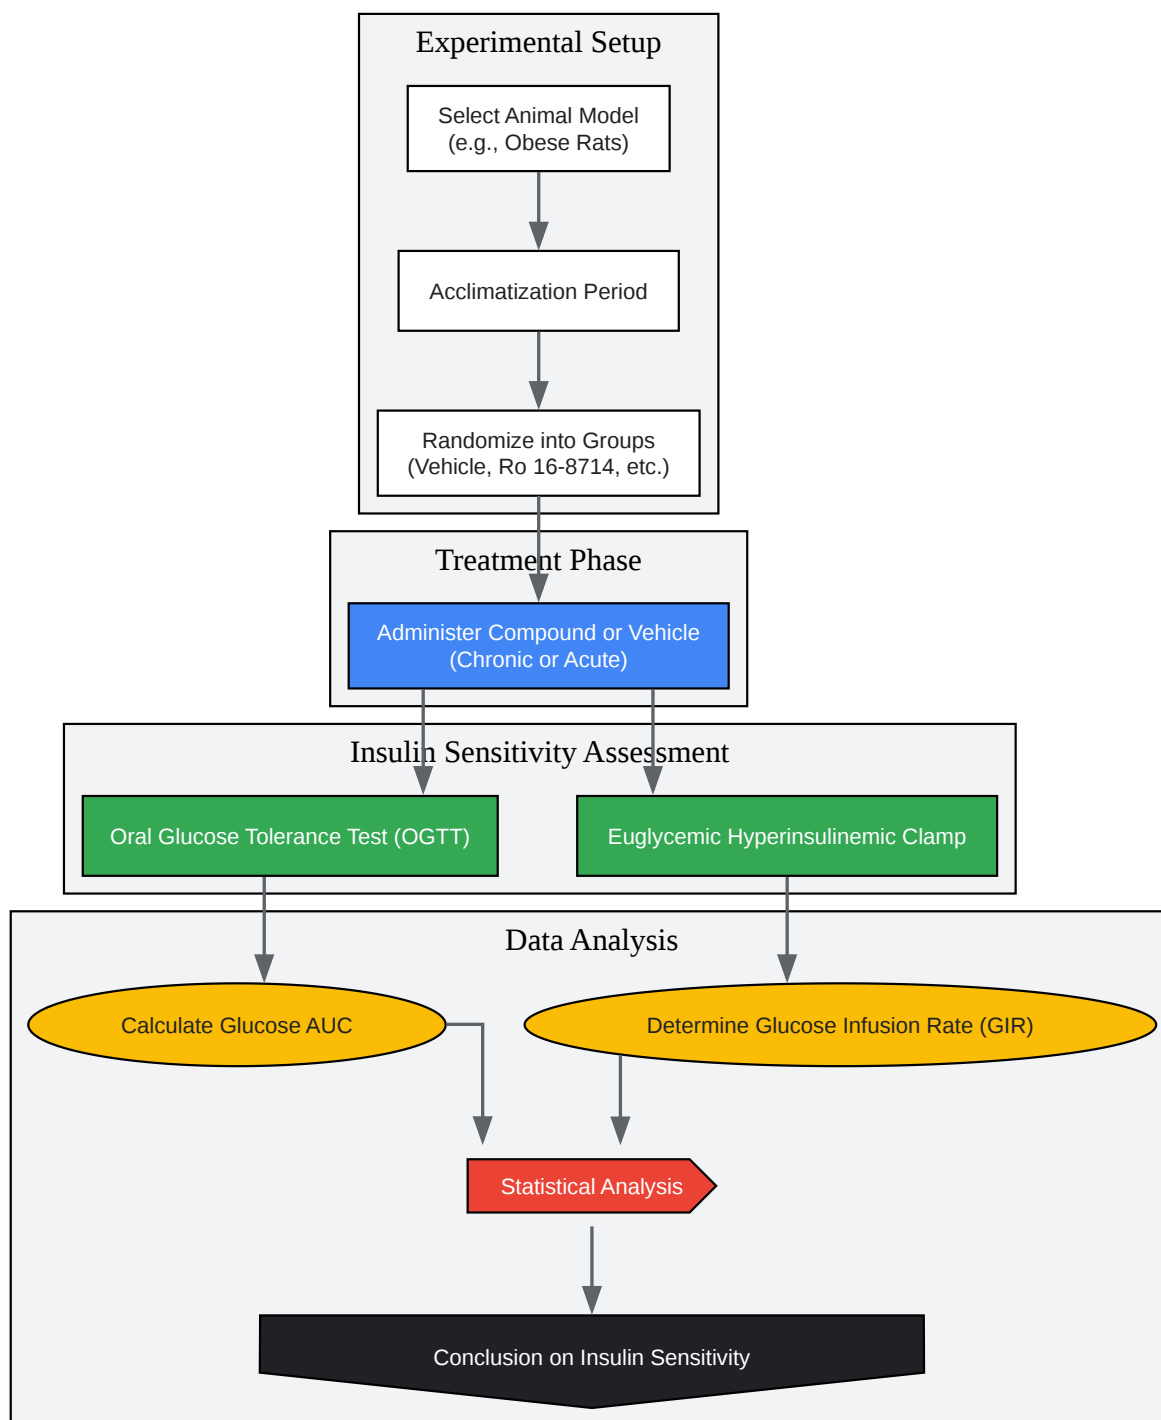 Experimental Setup
Select Animal Model
(e.g., Obese Rats)
Acclimatization Period
Randomize into Groups
(Vehicle, Ro 16-8714, etc.)
Treatment Phase
Administer Compound or Vehicle
(Chronic or Acute)
Insulin Sensitivity Assessment
Oral Glucose Tolerance Test (OGTT)
Euglycemic Hyperinsulinemic Clamp
Data Analysis
Calculate Glucose AUC
Determine Glucose Infusion Rate (GIR)
Statistical Analysis
Conclusion on Insulin Sensitivity